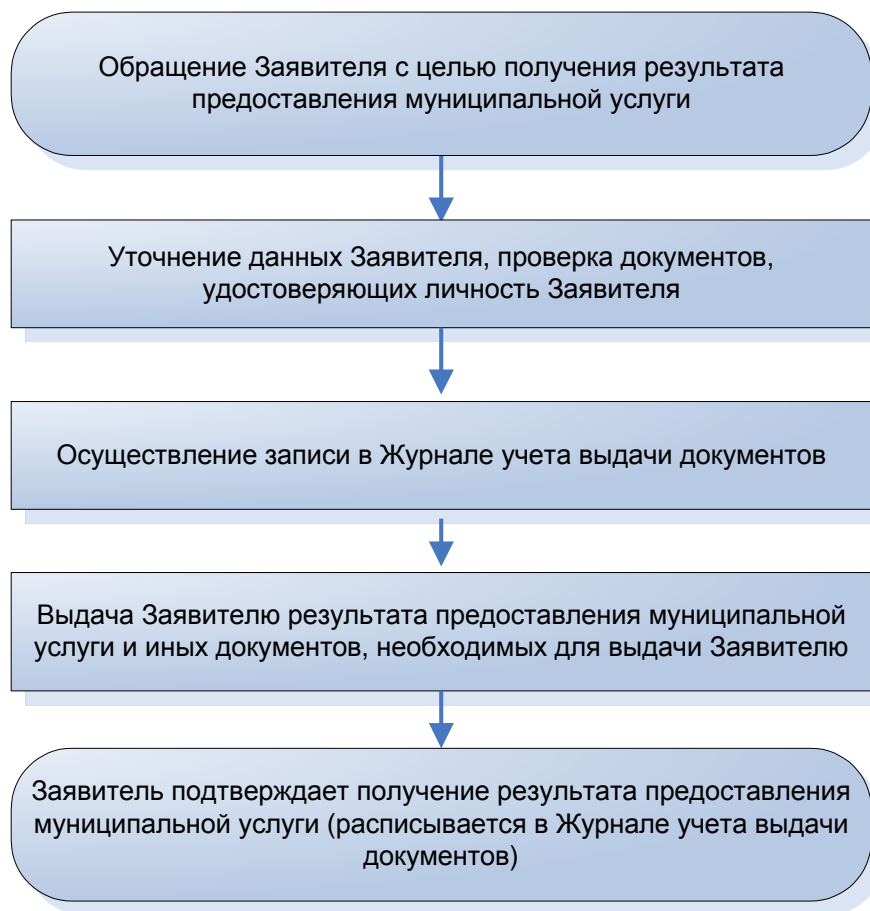 Обращение Заявителя с целью получения результата
предоставления муниципальной услуги
Уточнение данных Заявителя, проверка документов,
удостоверяющих личность Заявителя
Осуществление записи в Журнале учета выдачи документов
Выдача Заявителю результата предоставления муниципальной
услуги и иных документов, необходимых для выдачи Заявителю
Заявитель подтверждает получение результата предоставления
муниципальной услуги (расписывается в Журнале учета выдачи
документов)